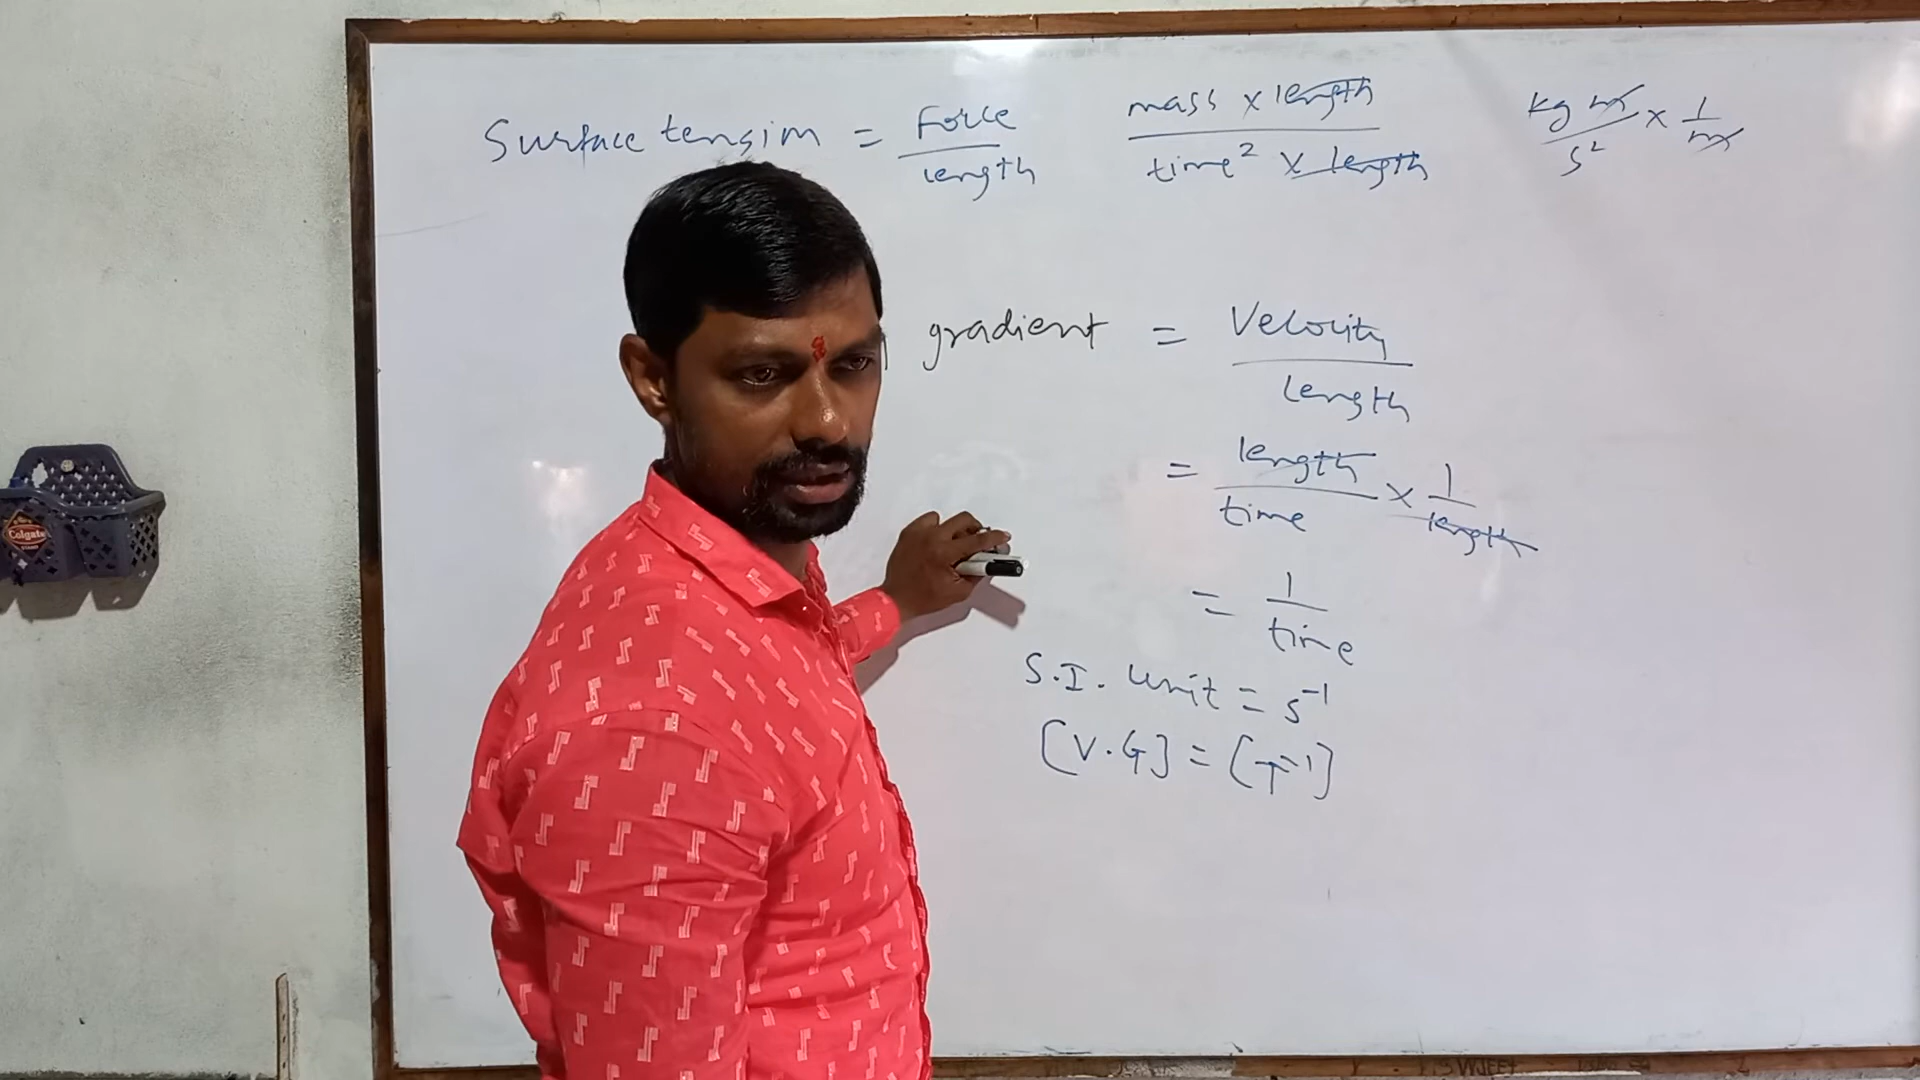 Surface tensim = Force/length mass x length/time² x length kg m/s² x 1/m
gradient = Velocity/length
= length/time x 1/length
= 1/time
S.I. Unit = s⁻¹
[V.G] = [T⁻¹]
Colgate